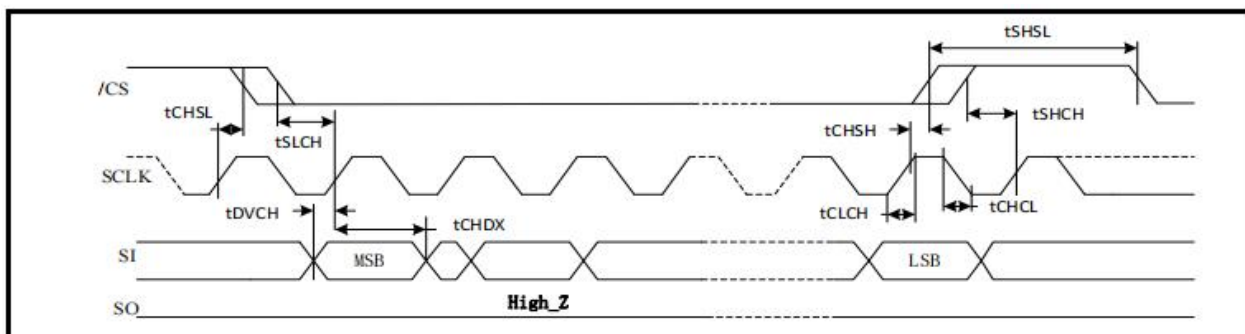 tSHSL
/CS
tCHSL
tSLCH
tCHSH
tSHCH
SCLK
tDVCH
tCHDX
tCLCH
tCHCL
SI
MSB
LSB
High_Z
SO